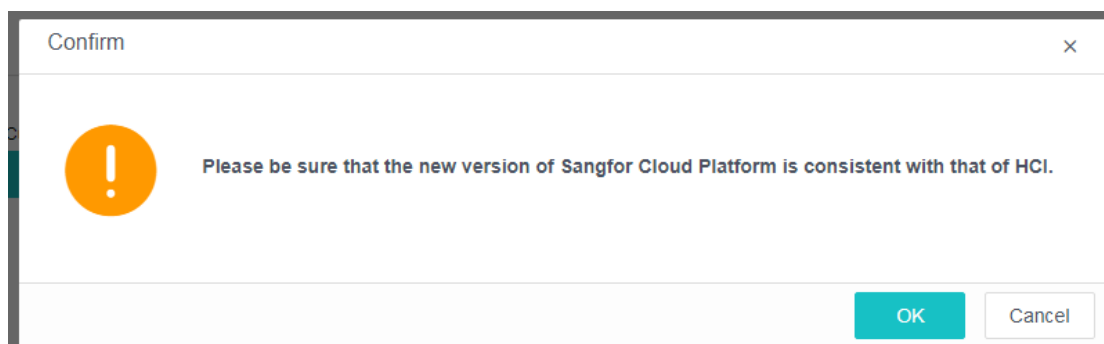 Confirm
Please be sure that the new version of Sangfor Cloud Platform is consistent with that of HCI.
OK
Cancel